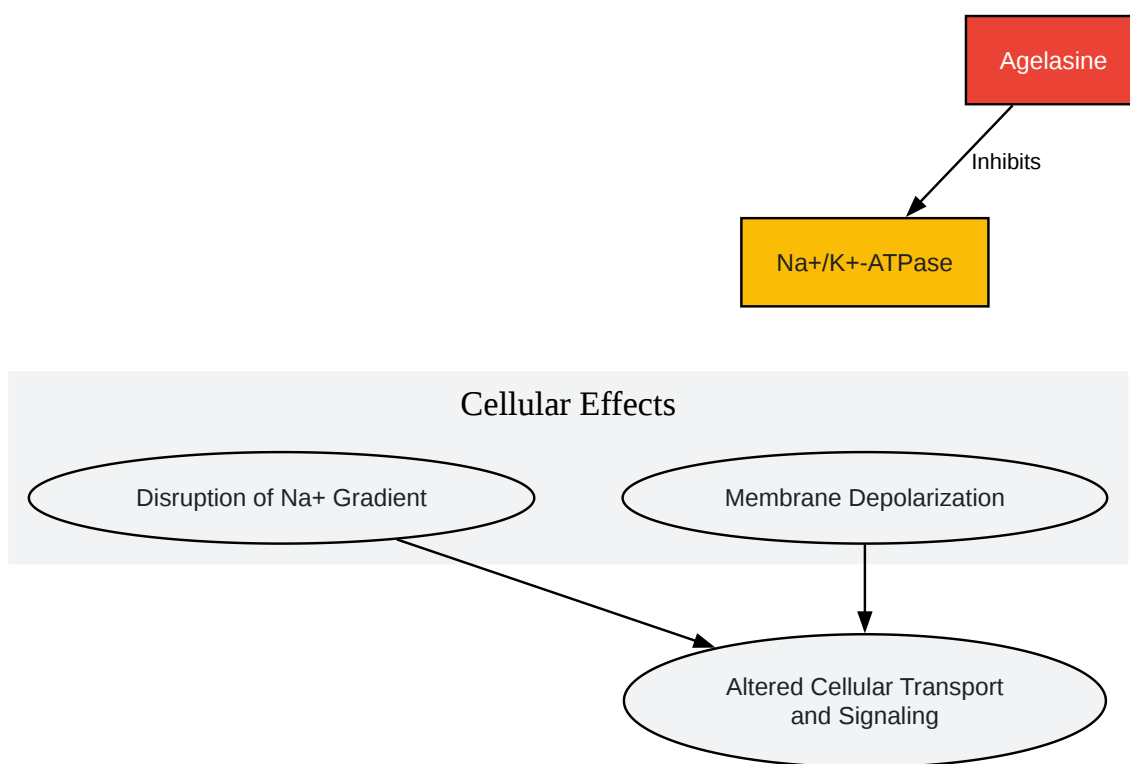 Agelasine
Inhibits
Na+/K+-ATPase
Cellular Effects
Disruption of Na+ Gradient
Membrane Depolarization
Altered Cellular Transport
and Signaling